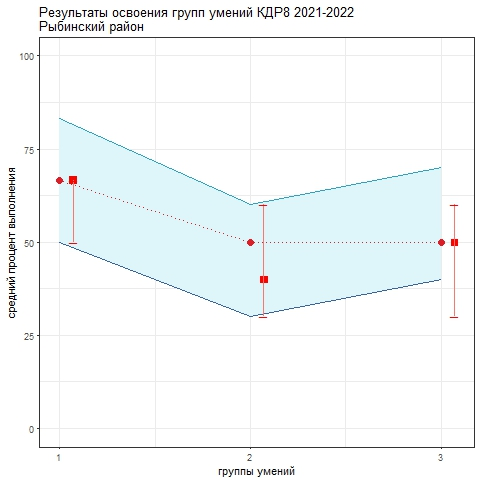 Результаты освоения групп умений КДР8 2021-2022
Рыбинский район
100
75
50
25
0
средний процент выполнения
1 2 3
группы умений